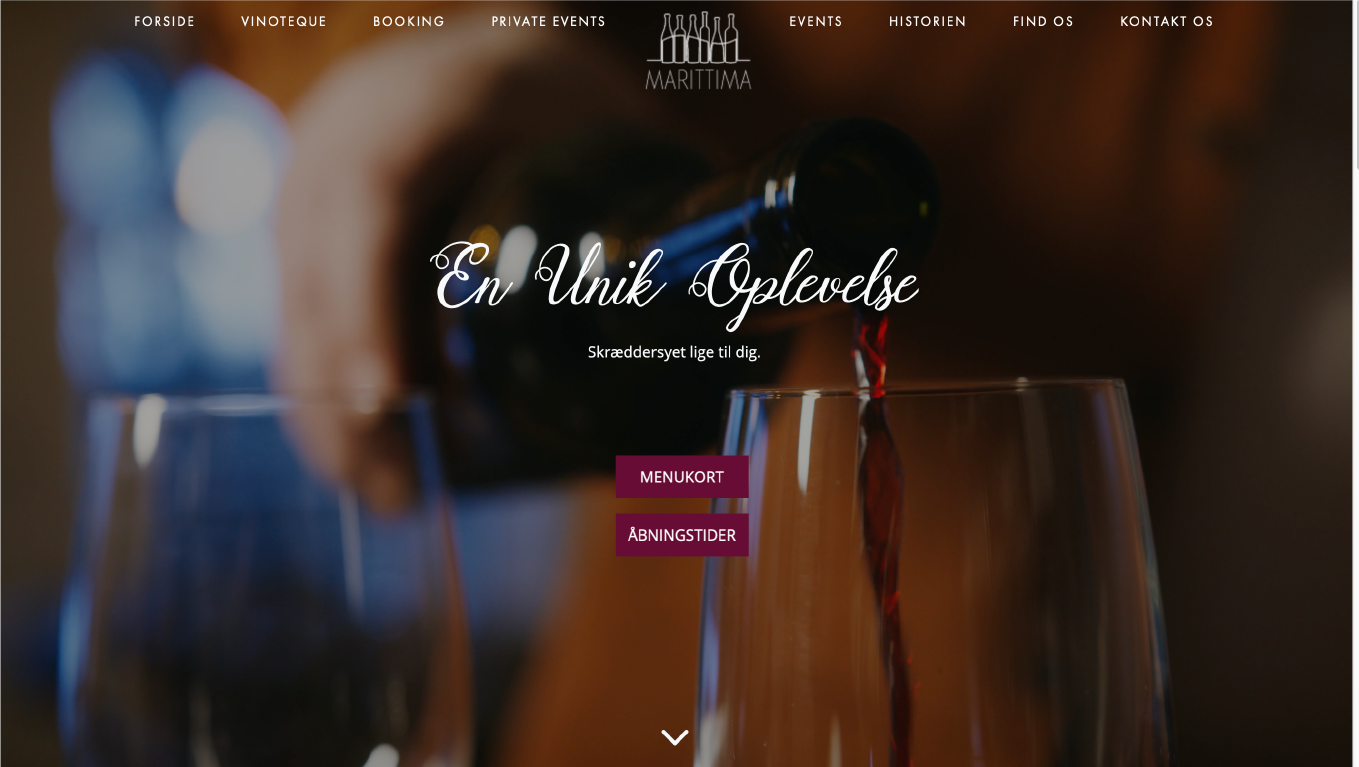 FORSIDE VINOTEQUE BOOKING PRIVATE EVENTS EVENTS HISTORIEN FIND OS KONTAKT OS
MARITTIMA
En Unik Oplevelse
Skræddersyet lige til dig.
MENUKORT
ÅBNINGSTIDER